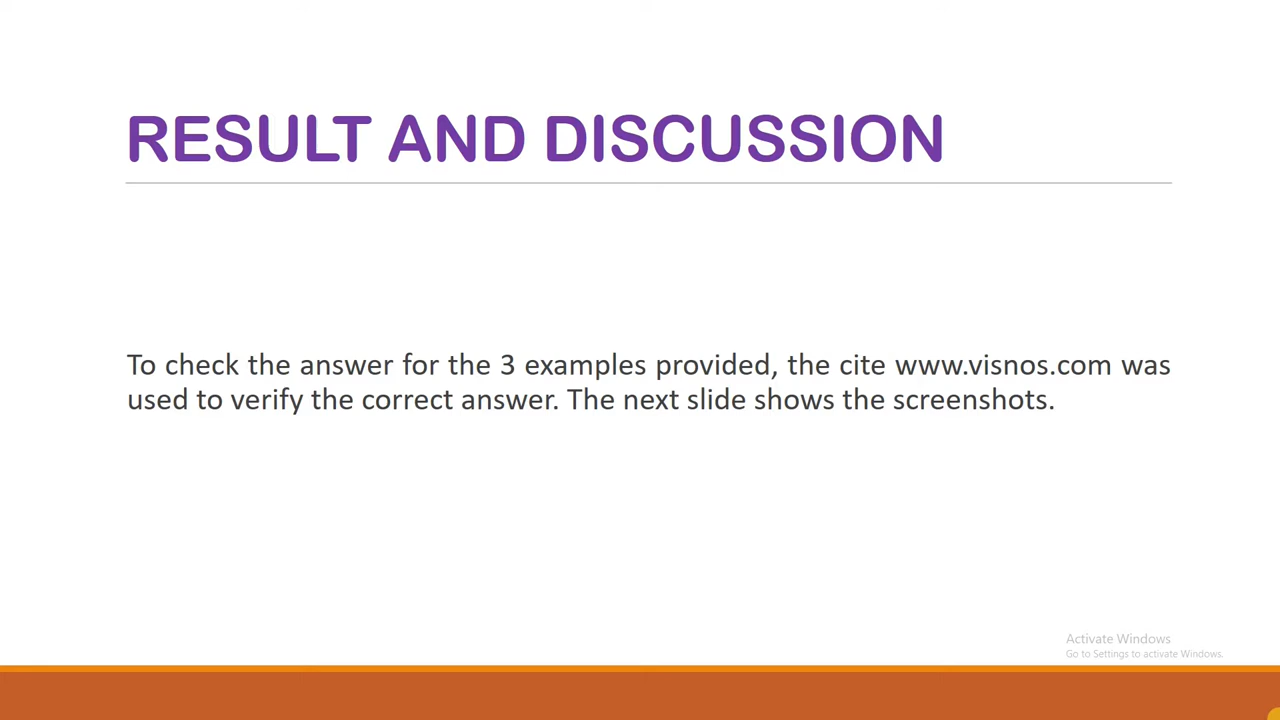 RESULT AND DISCUSSION
To check the answer for the 3 examples provided, the cite www.visnos.com was
used to verify the correct answer. The next slide shows the screenshots.
Activate Windows
Go to Settings to activate Windows.